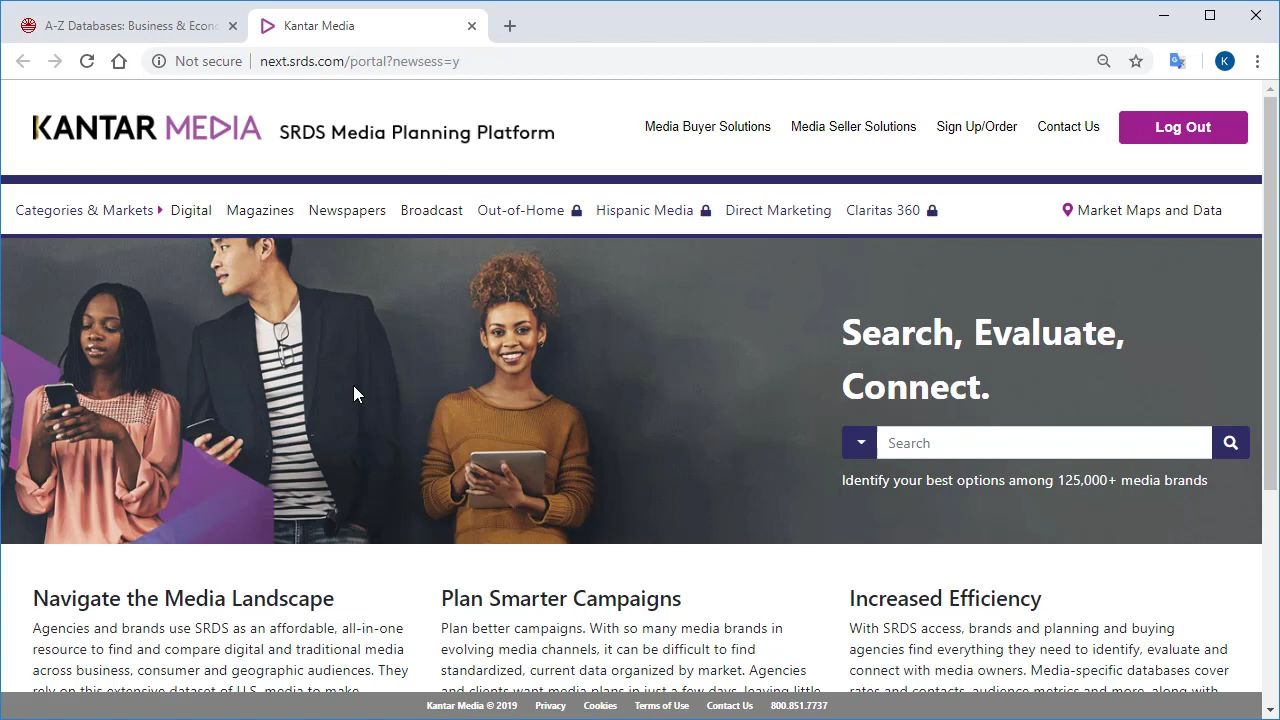 A-Z Databases: Business & Econ
Kantar Media
Not secure
next.srds.com/portal?newsess=y
K
KANTAR MEDIA
SRDS Media Planning Platform
Media Buyer Solutions
Media Seller Solutions
Sign Up/Order
Contact Us
Log Out
Categories & Markets
Digital
Magazines
Newspapers
Broadcast
Out-of-Home
Hispanic Media
Direct Marketing
Claritas 360
Market Maps and Data
Search, Evaluate,
Connect.
Search
Identify your best options among 125,000+ media brands
Navigate the Media Landscape
Agencies and brands use SRDS as an affordable, all-in-one
resource to find and compare digital and traditional media
across business, consumer and geographic audiences. They
rely on this extensive dataset of U.S. media to make
Plan Smarter Campaigns
Plan better campaigns. With so many media brands in
evolving media channels, it can be difficult to find
standardized, current data organized by market. Agencies
and clients want media plans in just a few days, leaving little
Increased Efficiency
With SRDS access, brands and planning and buying
agencies find everything they need to identify, evaluate and
connect with media owners. Media-specific databases cover
rates and contacts, audience metrics and more, along with
Kantar Media © 2019
Privacy
Cookies
Terms of Use
Contact Us
800.851.7737